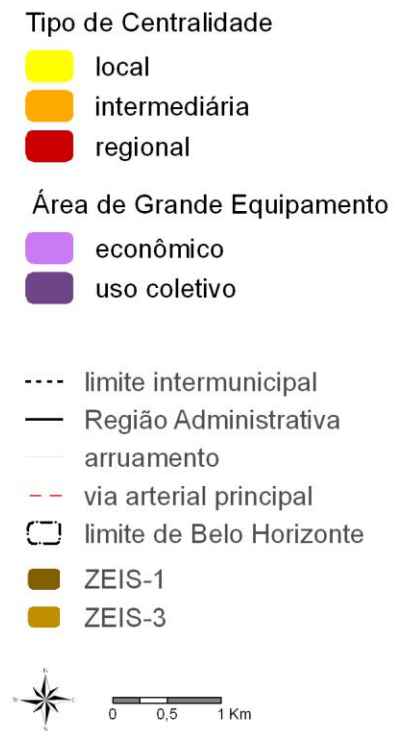 Tipo de Centralidade
local
intermediária
regional
Área de Grande Equipamento
econômico
uso coletivo
limite intermunicipal
Região Administrativa
arruamento
via arterial principal
limite de Belo Horizonte
ZEIS-1
ZEIS-3
N
W E
S
0 0,5 1 Km